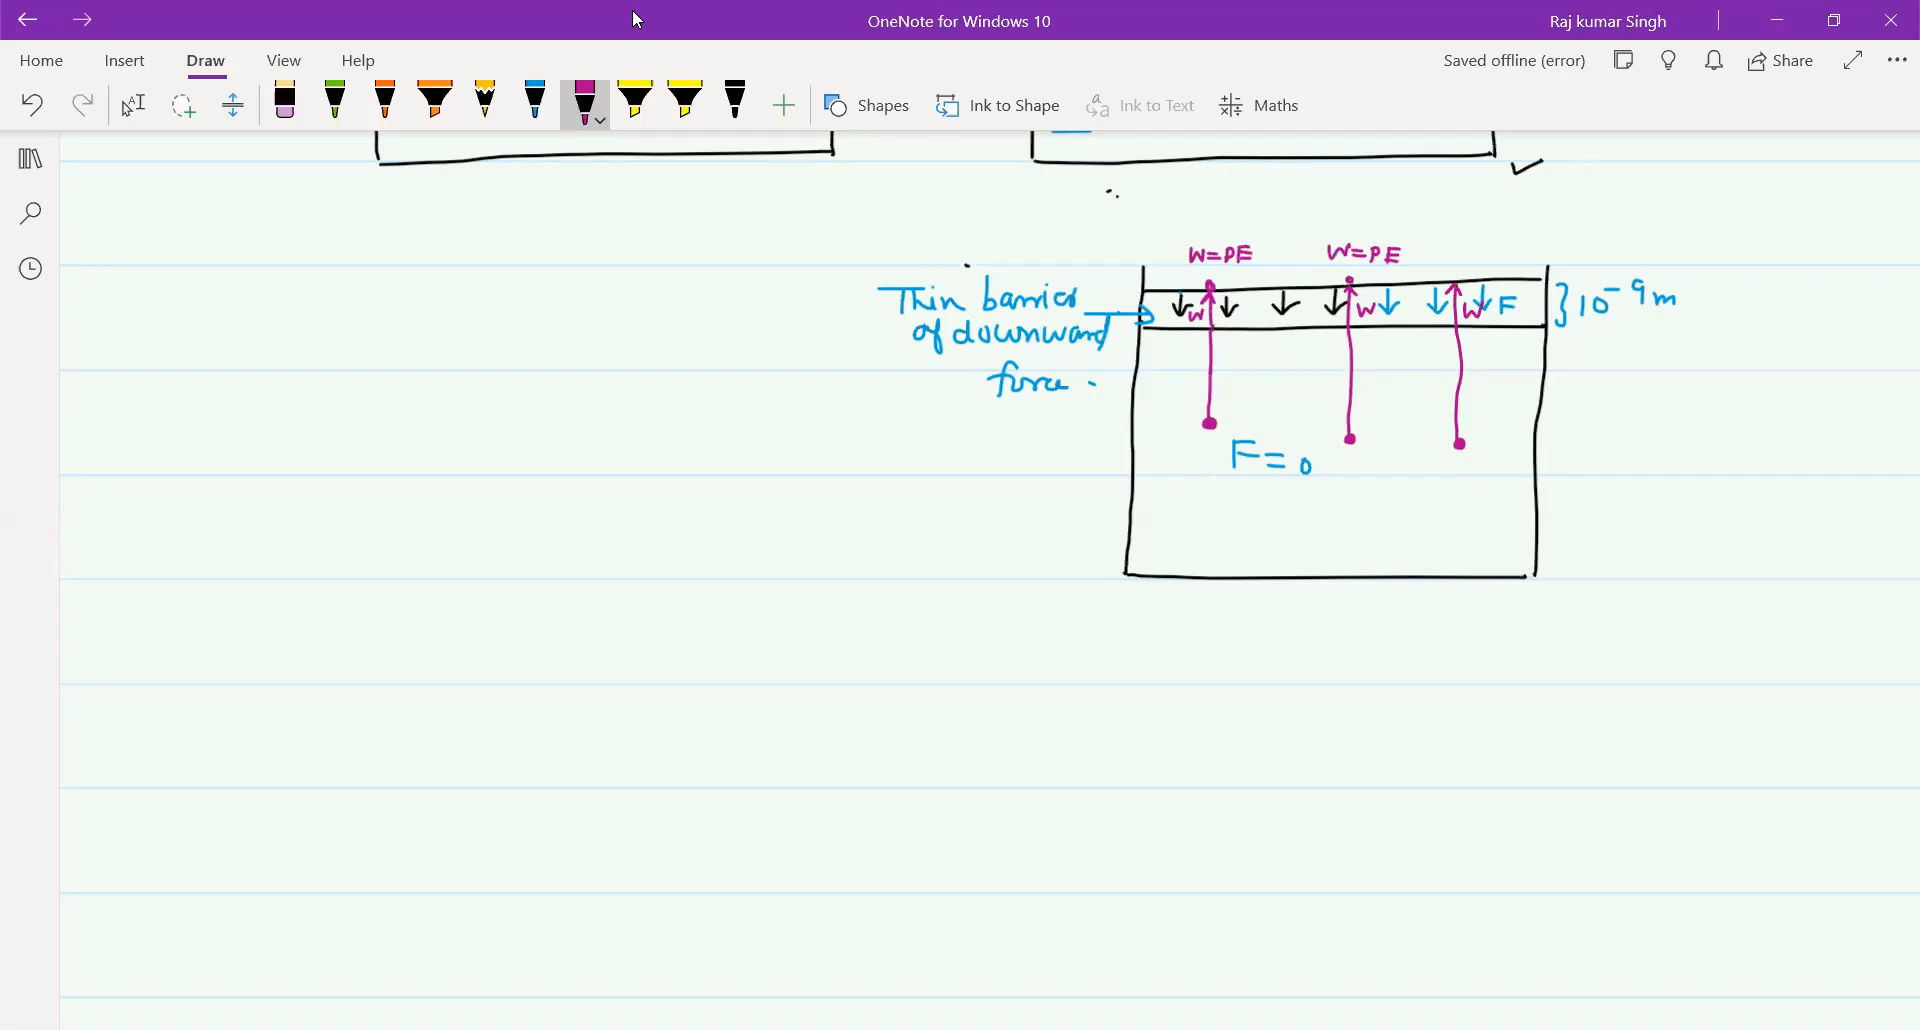 OneNote for Windows 10
Raj kumar Singh
Home Insert Draw View Help
Saved offline (error)
Share
Shapes
Ink to Shape
Ink to Text
Maths
W=PE W=PE
Thin barrier
of downward
force.
W W W F
}10⁻⁹m
F=0